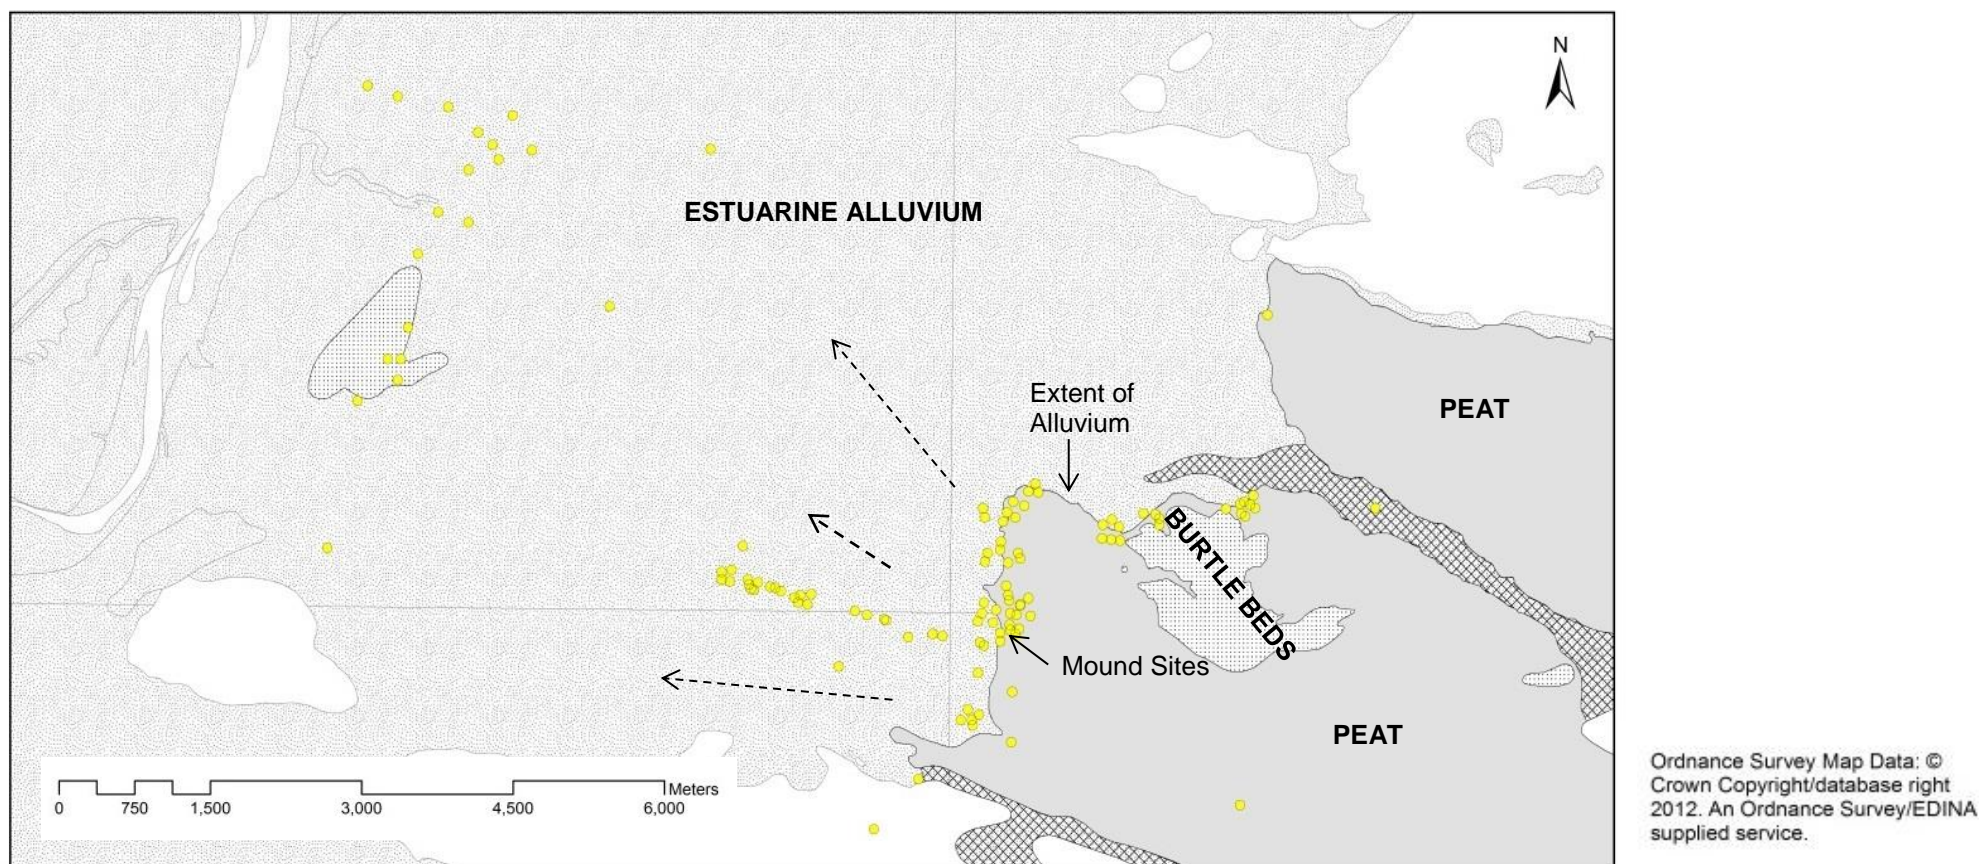 N
ESTUARINE ALLUVIUM
Extent of
Alluvium
PEAT
BURTLE BEDS
Mound Sites
PEAT
Meters
0 750 1,500 3,000 4,500 6,000
Ordnance Survey Map Data: ©
Crown Copyright/database right
2012. An Ordnance Survey/EDINA
supplied service.